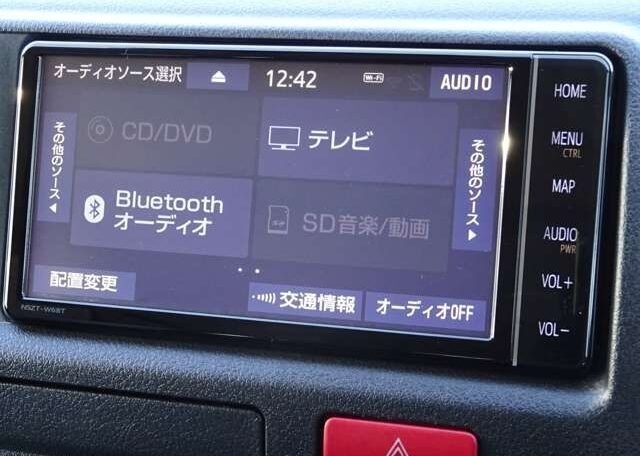 オーディオソース選択
12:42
Wi-Fi
AUDIO
その他のソース
CD/DVD
テレビ
その他のソース
Bluetooth
オーディオ
SD音楽/動画
配置変更
交通情報
オーディオOFF
NSZT-W68T
HOME
MENU
CTRL
MAP
AUDIO
PWR
VOL+
VOL−